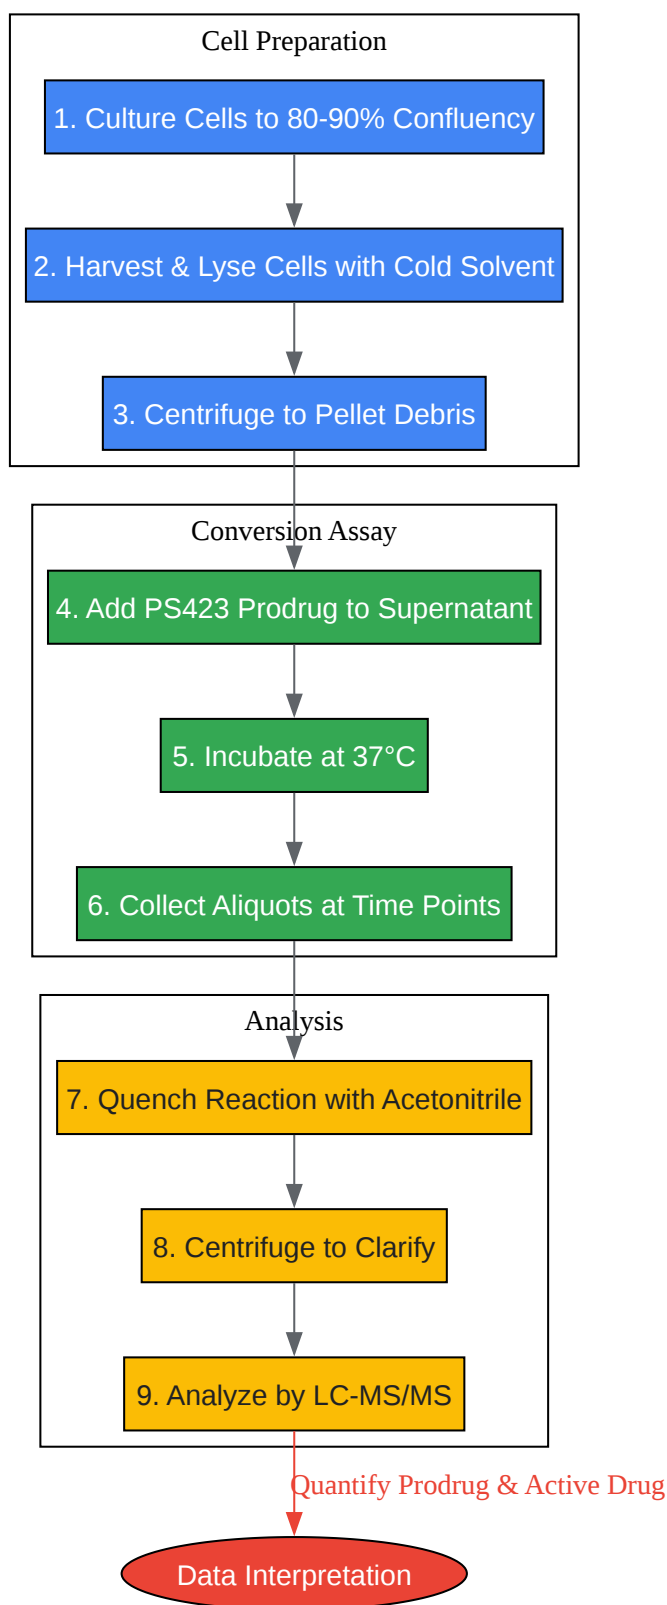 Cell Preparation
1. Culture Cells to 80-90% Confluency
2. Harvest & Lyse Cells with Cold Solvent
3. Centrifuge to Pellet Debris
Conversion Assay
4. Add PS423 Prodrug to Supernatant
5. Incubate at 37°C
6. Collect Aliquots at Time Points
Analysis
7. Quench Reaction with Acetonitrile
8. Centrifuge to Clarify
9. Analyze by LC-MS/MS
Quantify Prodrug & Active Drug
Data Interpretation